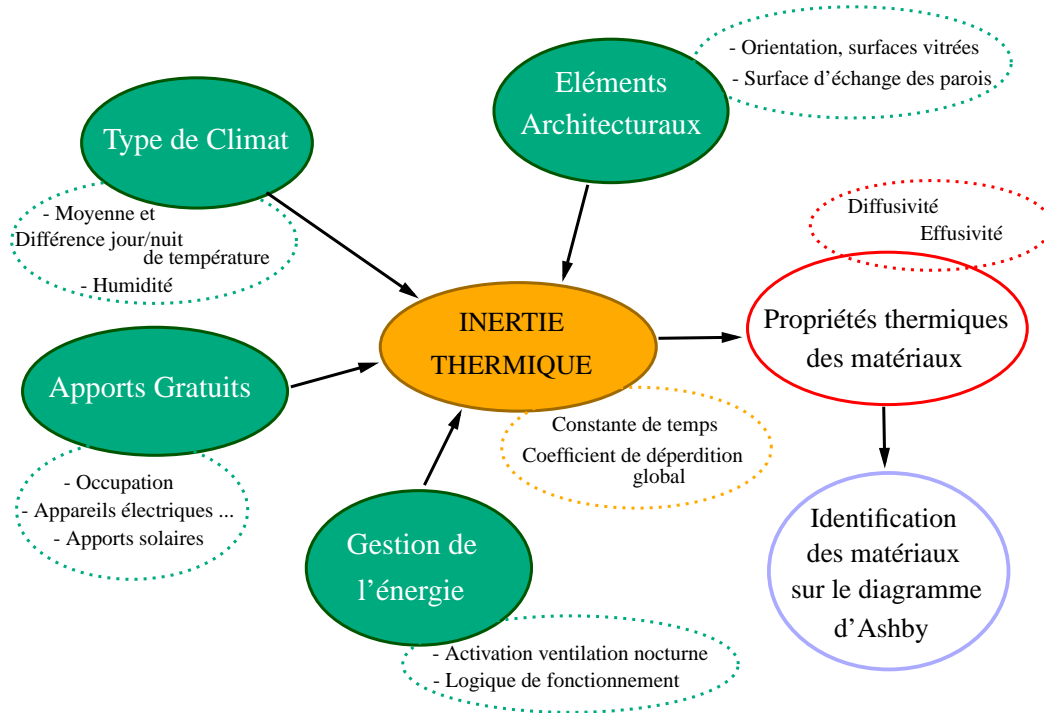 Type de Climat
- Moyenne et
Différence jour/nuit
de température
- Humidité
Eléments
Architecturaux
- Orientation, surfaces vitrées
- Surface d’échange des parois
Diffusivité
Effusivité
Propriétés thermiques
des matériaux
INERTIE
THERMIQUE
Constante de temps
Coefficient de déperdition
global
Apports Gratuits
- Occupation
- Appareils électriques ...
- Apports solaires
Gestion de
l’énergie
- Activation ventilation nocturne
- Logique de fonctionnement
Identification
des matériaux
sur le diagramme
d’Ashby